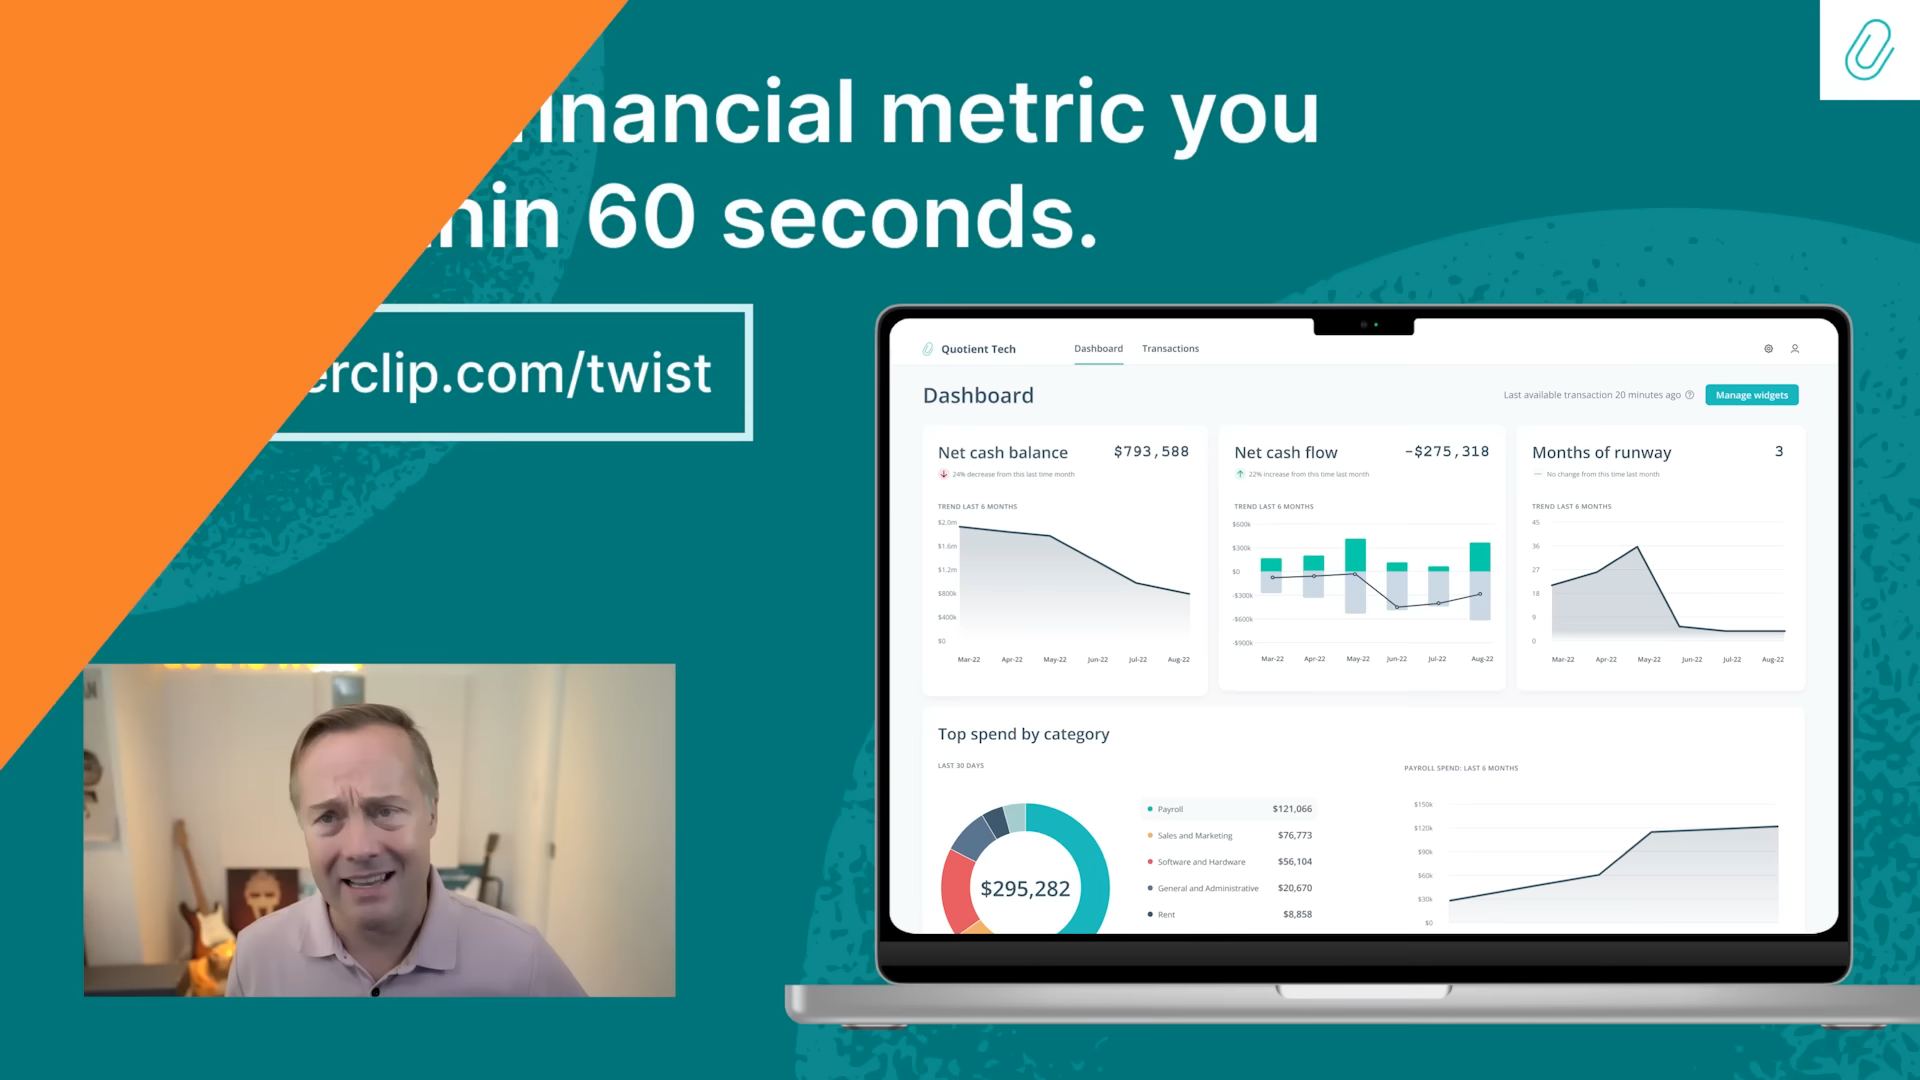 financial metric you
hin 60 seconds.
erclip.com/twist
Quotient Tech
Dashboard
Transactions
Dashboard
Last available transaction 20 minutes ago
Manage widgets
Net cash balance
$793,588
24% decrease from this last time month
TREND LAST 6 MONTHS
$2.0m
$1.6m
$1.2m
$800k
$400k
$0
Mar-22 Apr-22 May-22 Jun-22 Jul-22 Aug-22
Net cash flow
-$275,318
22% increase from this time last month
TREND LAST 6 MONTHS
$600k
$300k
$0
-$300k
-$600k
-$900k
Mar-22 Apr-22 May-22 Jun-22 Jul-22 Aug-22
Months of runway
3
No change from this time last month
TREND LAST 6 MONTHS
45
36
27
18
9
0
Mar-22 Apr-22 May-22 Jun-22 Jul-22 Aug-22
Top spend by category
LAST 30 DAYS
$295,282
Payroll $121,066
Sales and Marketing $76,773
Software and Hardware $56,104
General and Administrative $20,670
Rent $8,858
PAYROLL SPEND: LAST 6 MONTHS
$150k
$120k
$90k
$60k
$30k
$0